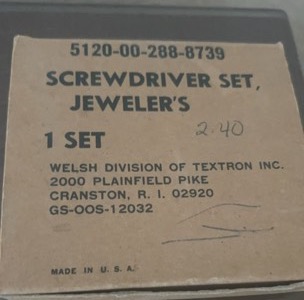 5120-00-288-8739
SCREWDRIVER SET,
JEWELER'S
2.40
1 SET
WELSH DIVISION OF TEXTRON INC.
2000 PLAINFIELD PIKE
CRANSTON, R. I. 02920
GS-OOS-12032
MADE IN U. S. A.